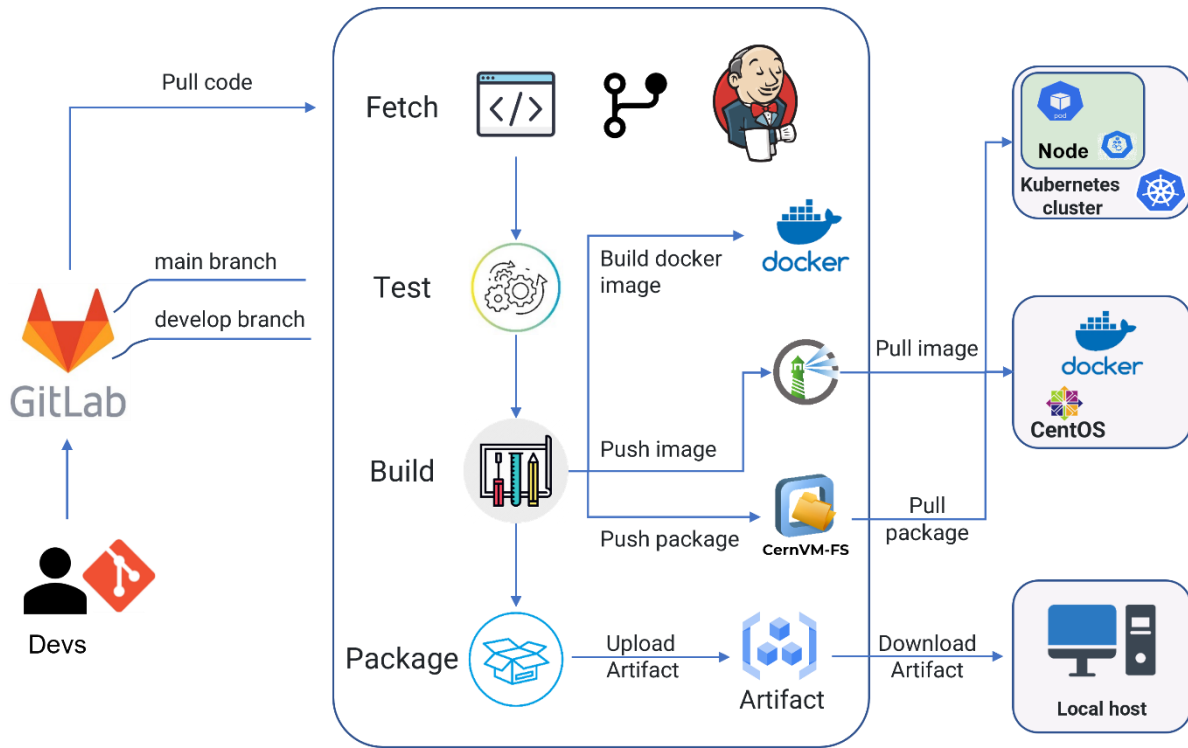 Pull code
main branch
develop branch
GitLab
Devs
Fetch
</>
Test
Build
Package
Build docker
image
docker
Push image
Push package
CernVM-FS
Upload
Artifact
Artifact
Pull image
Pull
package
Download
Artifact
pod
Node
Kubernetes
cluster
docker
CentOS
Local host